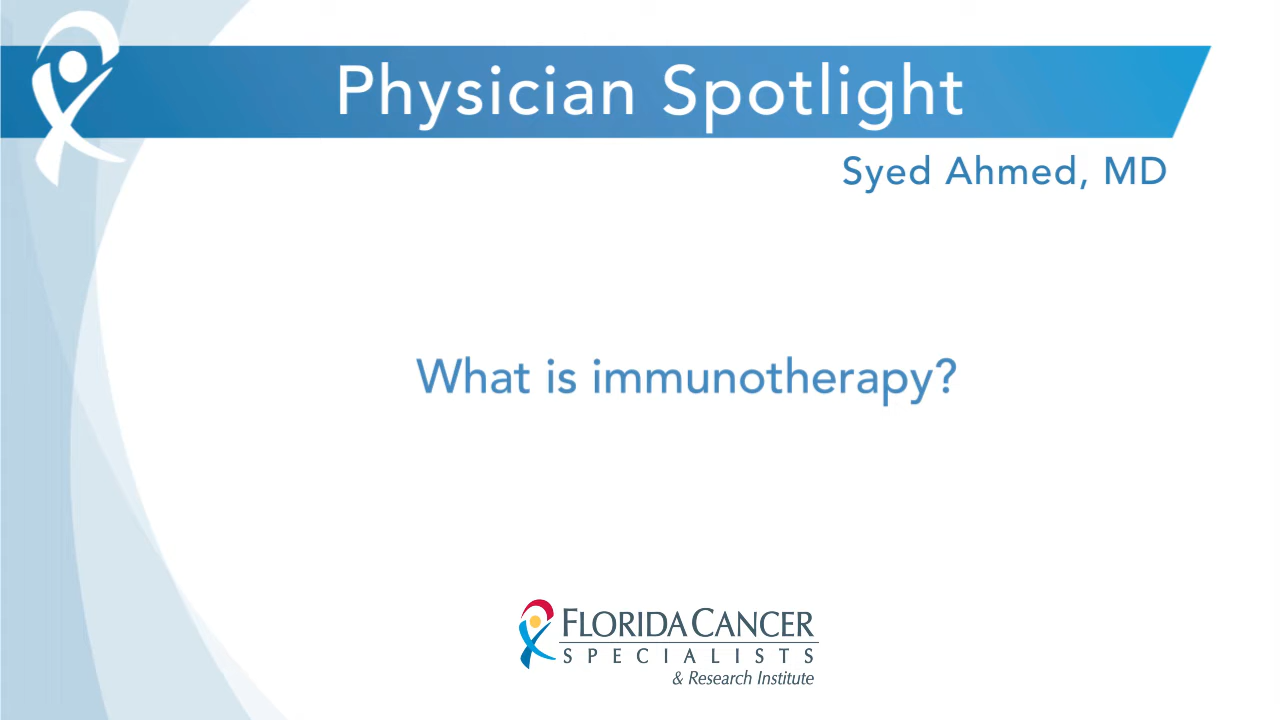 Physician Spotlight
Syed Ahmed, MD
What is immunotherapy?
FLORIDA CANCER
SPECIALISTS
& Research Institute